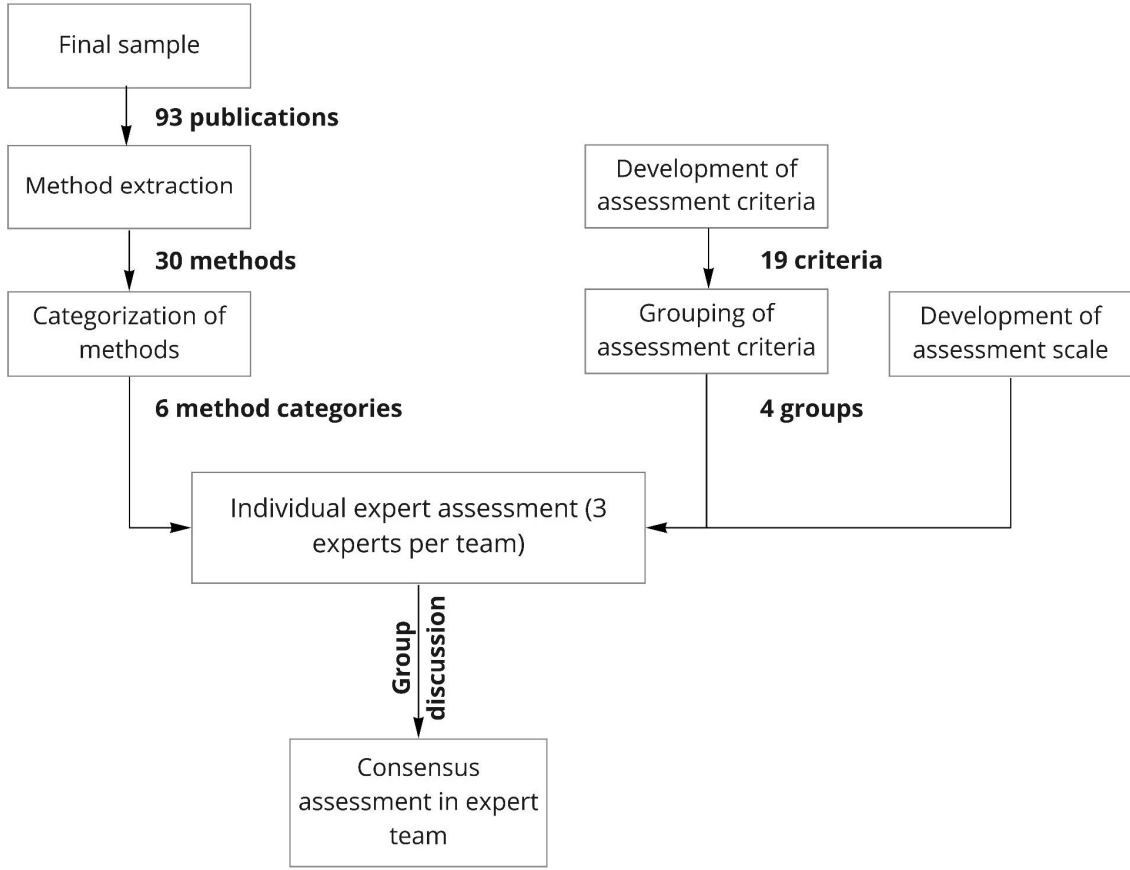 Final sample
93 publications
Method extraction
30 methods
Categorization of
methods
6 method categories
Development of
assessment criteria
19 criteria
Grouping of
assessment criteria
4 groups
Development of
assessment scale
Individual expert assessment (3
experts per team)
Group
discussion
Consensus
assessment in expert
team